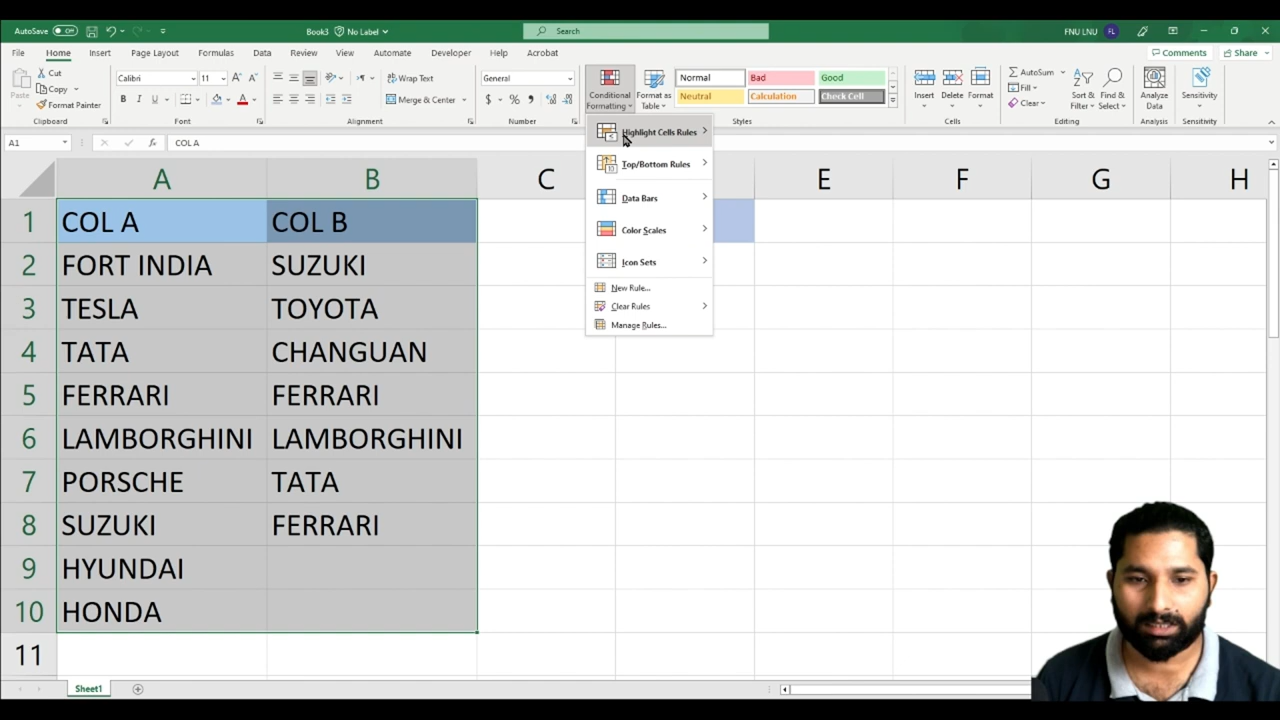 AutoSave Off Book3 No Label Search FNU LNU FL
File Home Insert Page Layout Formulas Data Review View Automate Developer Help Acrobat Comments Share
Paste Cut Copy Format Painter Clipboard
Calibri 11 A A B I U A Font
Wrap Text Merge & Center Alignment
General $ % Number
Conditional Formatting Format as Table Normal Bad Good Neutral Calculation Check Cell Styles
Insert Delete Format Cells
AutoSum Fill Clear Sort & Filter Find & Select Editing
Analyze Data Analysis
Sensitivity Sensitivity
A1 fx COL A
Highlight Cells Rules
Top/Bottom Rules
Data Bars
Color Scales
Icon Sets
New Rule...
Clear Rules
Manage Rules...
A B C E F G H
1 COL A COL B
2 FORT INDIA SUZUKI
3 TESLA TOYOTA
4 TATA CHANGUAN
5 FERRARI FERRARI
6 LAMBORGHINI LAMBORGHINI
7 PORSCHE TATA
8 SUZUKI FERRARI
9 HYUNDAI
10 HONDA
11
Sheet1